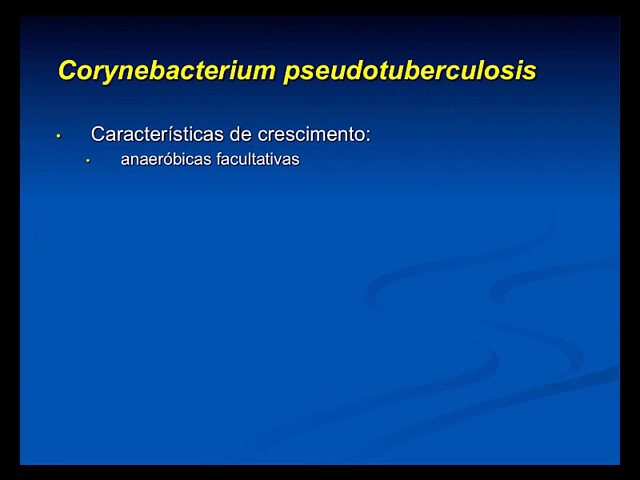 Corynebacterium pseudotuberculosis
• Características de crescimento:
• anaeróbicas facultativas